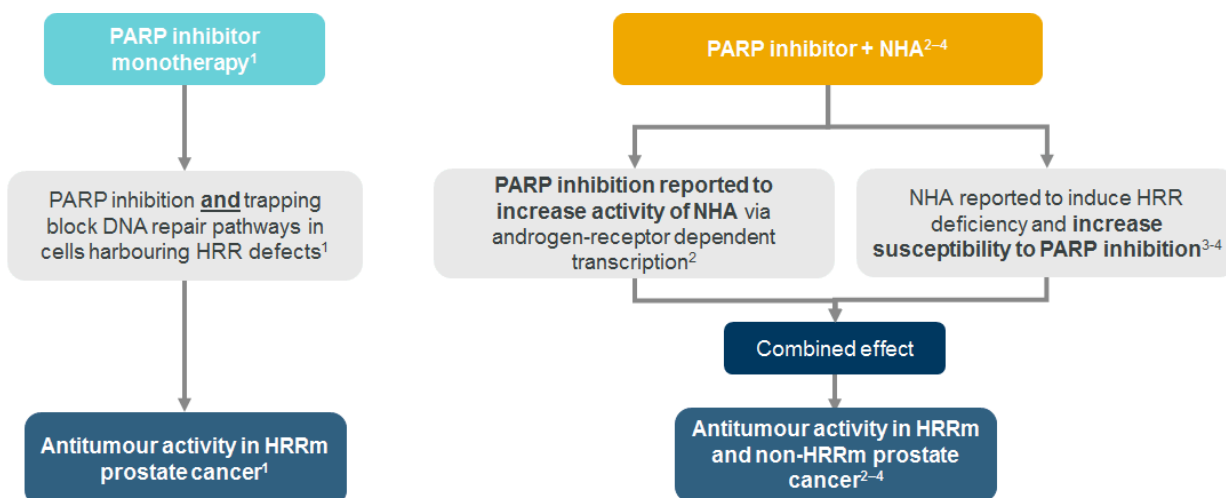 PARP inhibitor
monotherapy¹
PARP inhibition and trapping
block DNA repair pathways in
cells harbouring HRR defects¹
Antitumour activity in HRRm
prostate cancer¹
PARP inhibitor + NHA²⁻⁴
PARP inhibition reported to
increase activity of NHA via
androgen-receptor dependent
transcription²
NHA reported to induce HRR
deficiency and increase
susceptibility to PARP inhibition³⁻⁴
Combined effect
Antitumour activity in HRRm
and non-HRRm prostate
cancer²⁻⁴